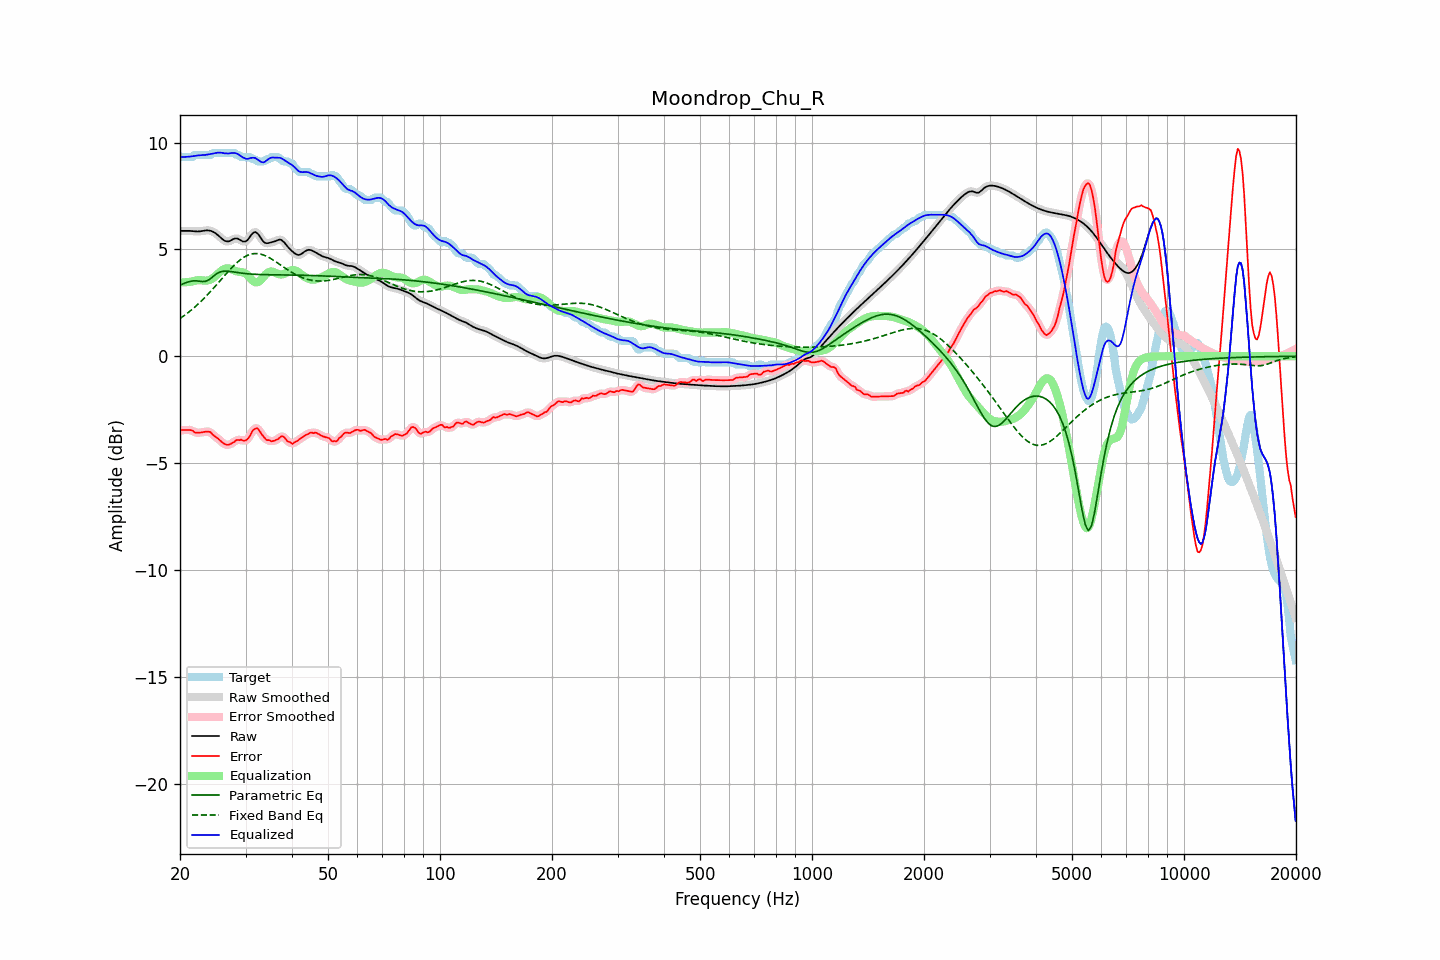 Moondrop_Chu_R
10
5
0
−5
−10
−15
−20
Amplitude (dBr)
Target
Raw Smoothed
Error Smoothed
Raw
Error
Equalization
Parametric Eq
Fixed Band Eq
Equalized
20
50
100
200
500
1000
2000
5000
10000
20000
Frequency (Hz)